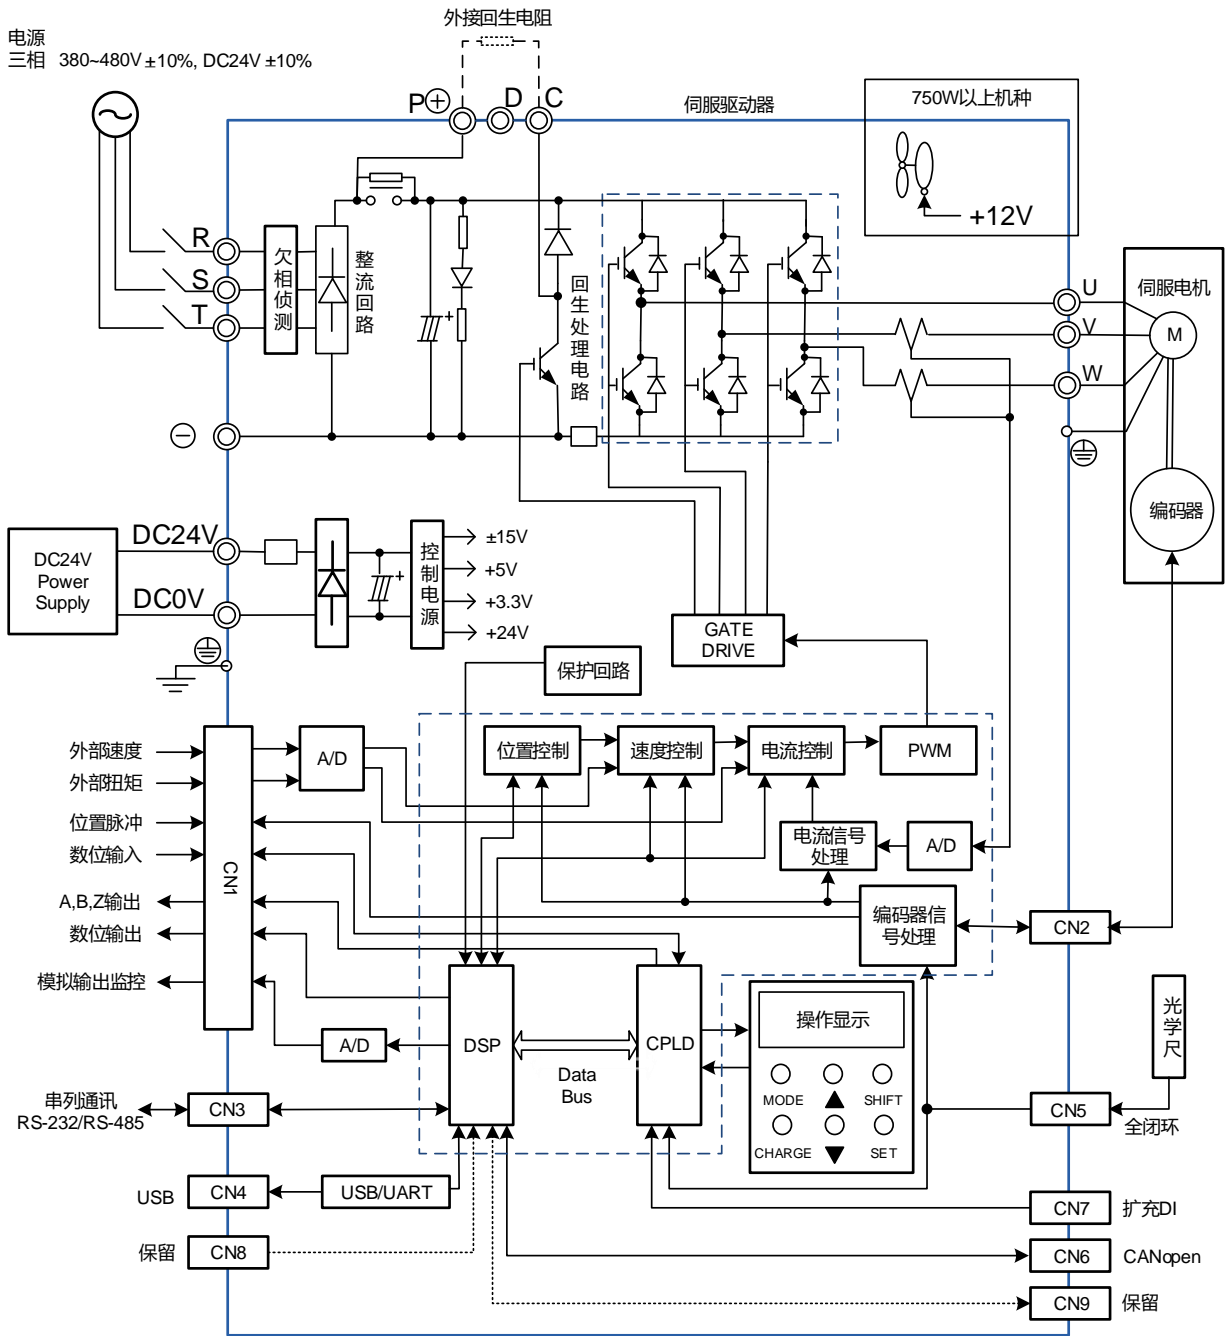 外接回生电阻
电源
三相 380~480V ±10%, DC24V ±10%
P⊕ D C
伺服驱动器
750W以上机种
+12V
R
S
T
欠相侦测
整流回路
回生处理电路
+
⊖
U
V
W
伺服电机
M
编码器
DC24V
Power
Supply
DC24V
DC0V
+
控制电源
±15V
+5V
+3.3V
+24V
GATE
DRIVE
保护回路
外部速度
外部扭矩
位置脉冲
数位输入
A,B,Z输出
数位输出
模拟输出监控
CN1
A/D
位置控制
速度控制
电流控制
PWM
电流信号
处理
A/D
编码器信
号处理
CN2
A/D
DSP
Data
Bus
CPLD
操作显示
MODE ▲ SHIFT
CHARGE ▼ SET
光学尺
串列通讯
RS-232/RS-485
CN3
CN5
全闭环
USB
CN4
USB/UART
CN7
扩充DI
保留
CN8
CN6
CANopen
CN9
保留